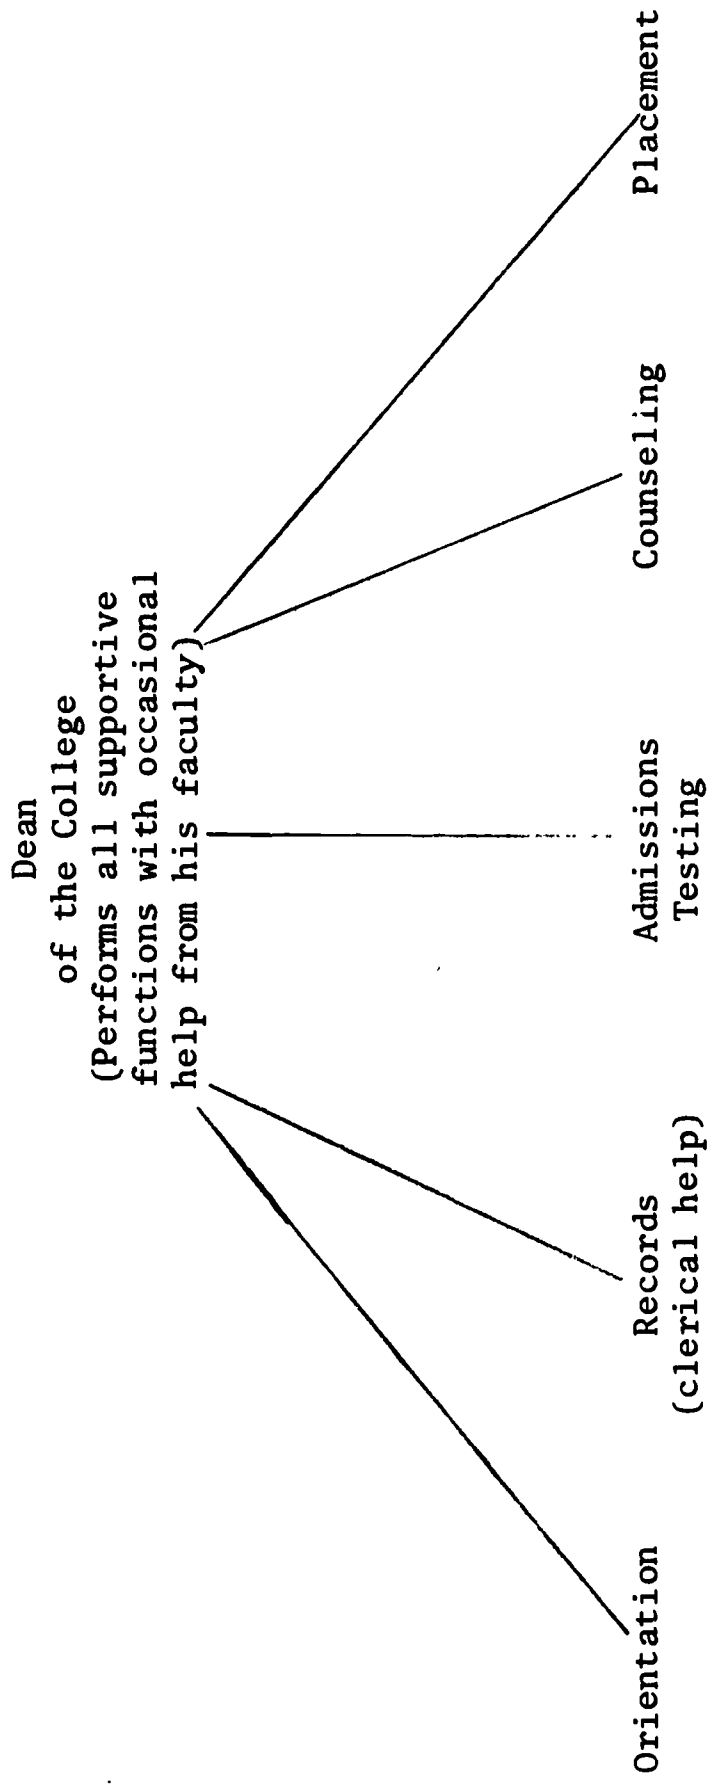 Dean
of the College
(Performs all supportive
functions with occasional
help from his faculty)
Orientation
Records
(clerical help)
Admissions
Testing
Counseling
Placement